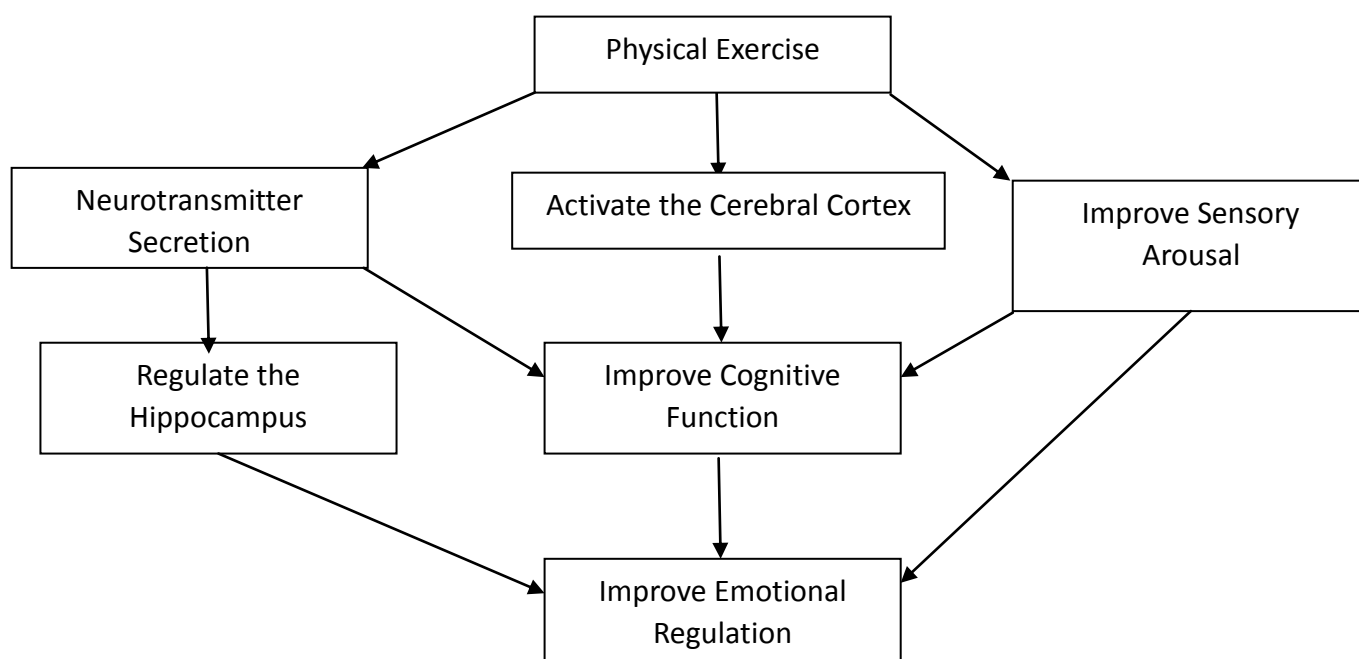 Physical Exercise
Neurotransmitter
Secretion
Activate the Cerebral Cortex
Improve Sensory
Arousal
Regulate the
Hippocampus
Improve Cognitive
Function
Improve Emotional
Regulation